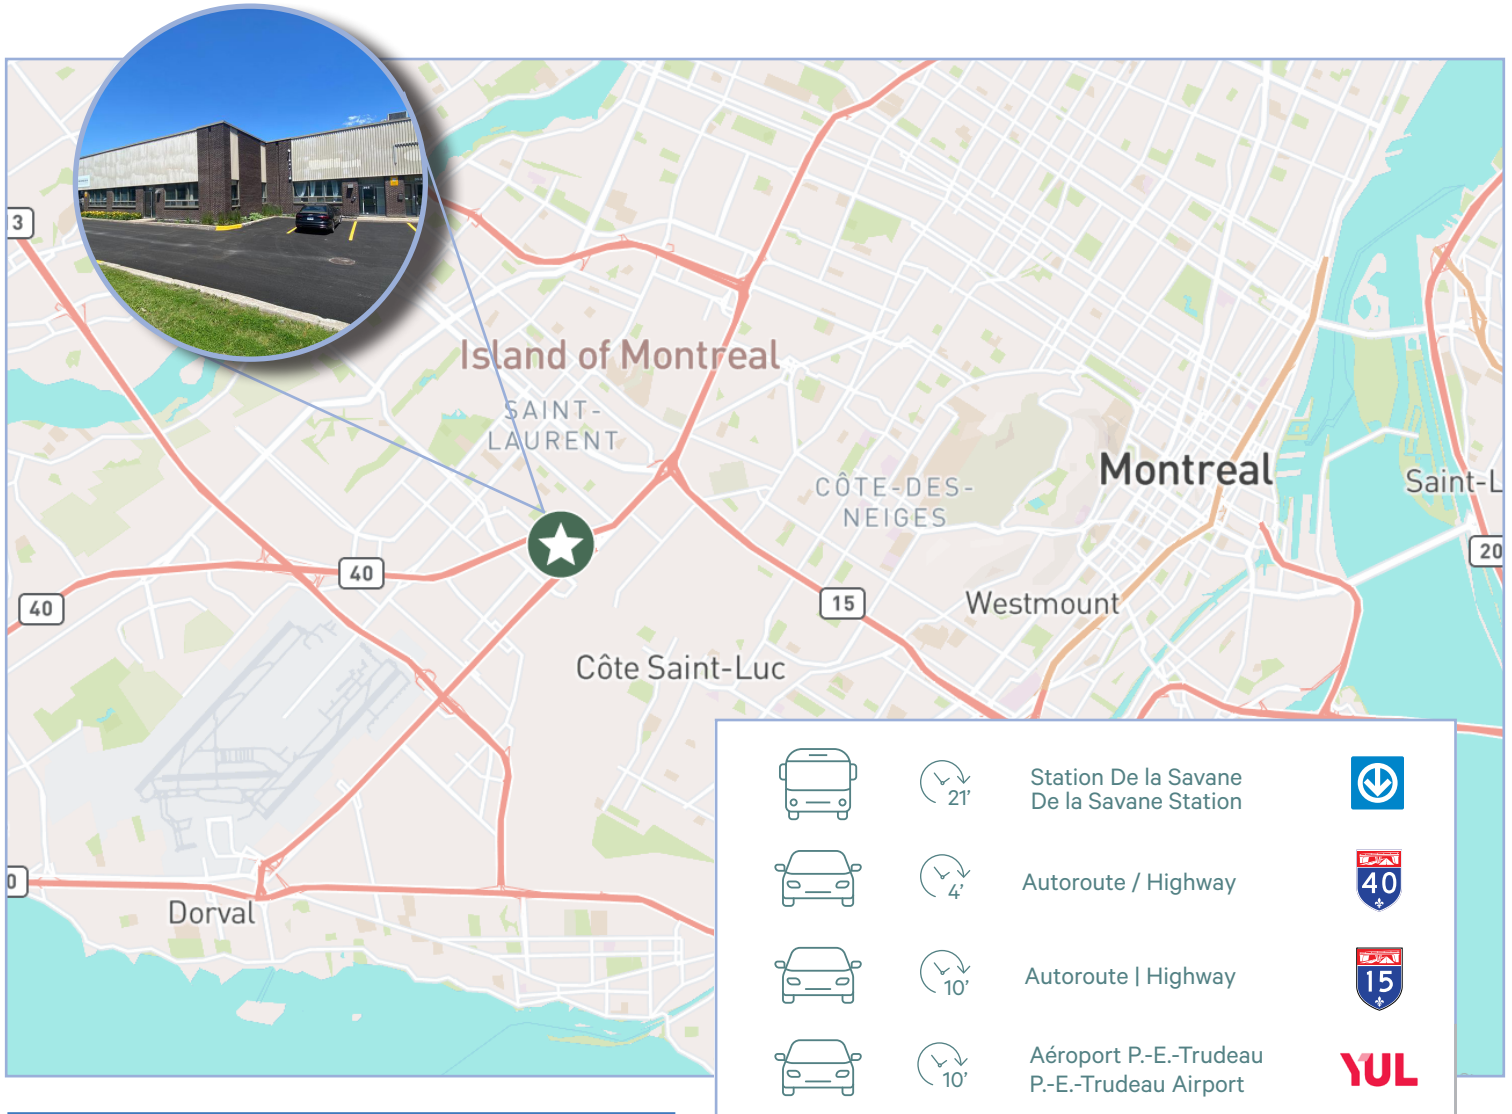 3
Island of Montreal
SAINT-
LAURENT
CÔTE-DES-
NEIGES
Montreal
Saint-L
20
40
40
15
Westmount
Côte Saint-Luc
0
Dorval
21'
Station De la Savane
De la Savane Station
4'
Autoroute / Highway
40
10'
Autoroute | Highway
15
10'
Aéroport P.-E.-Trudeau
P.-E.-Trudeau Airport
YUL